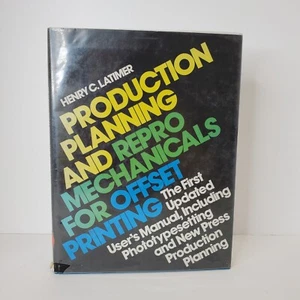 HENRY C. LATIMER
PRODUCTION
PLANNING
AND REPRO
MECHANICALS
FOR OFFSET
PRINTING
The First
Updated
User's Manual, Including
Phototypesetting
and New Press
Production
Planning